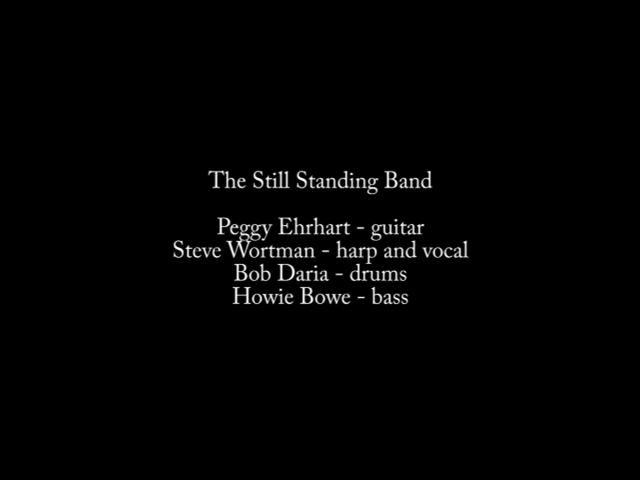 The Still Standing Band
Peggy Ehrhart - guitar
Steve Wortman - harp and vocal
Bob Daria - drums
Howie Bowe - bass